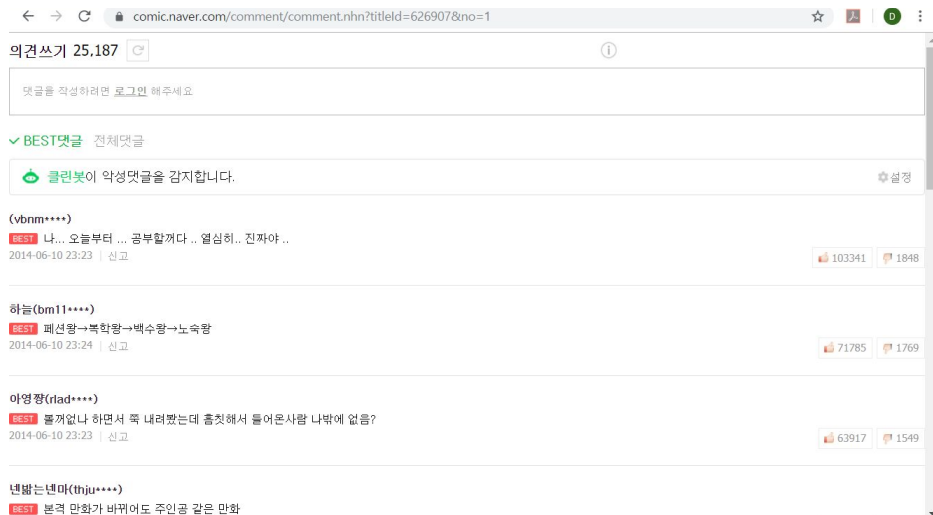 comic.naver.com/comment/comment.nhn?titleId=626907&no=1
D
의견쓰기 25,187
댓글을 작성하려면 로그인 해주세요
BEST댓글 전체댓글
클린봇이 악성댓글을 감지합니다. 설정
(vbnm****)
BEST 나... 오늘부터 ... 공부할꺼다 .. 열심히.. 진짜야 ..
2014-06-10 23:23 | 신고 103341 1848
하늘(bm11****)
BEST 페션왕→복학왕→백수왕→노숙왕
2014-06-10 23:24 | 신고 71785 1769
아영쨩(rlad****)
BEST 볼꺼없나 하면서 쭉 내려봤는데 흠칫해서 들어온사람 나밖에 없음?
2014-06-10 23:23 | 신고 63917 1549
녠밟는녠마(thju****)
BEST 본격 만화가 바뀌어도 주인공 같은 만화